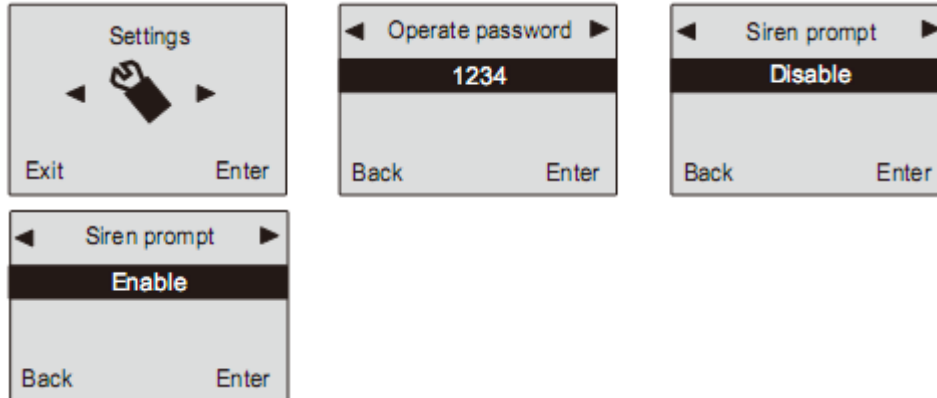 Settings
Exit Enter
Operate password
1234
Back Enter
Siren prompt
Disable
Back Enter
Siren prompt
Enable
Back Enter